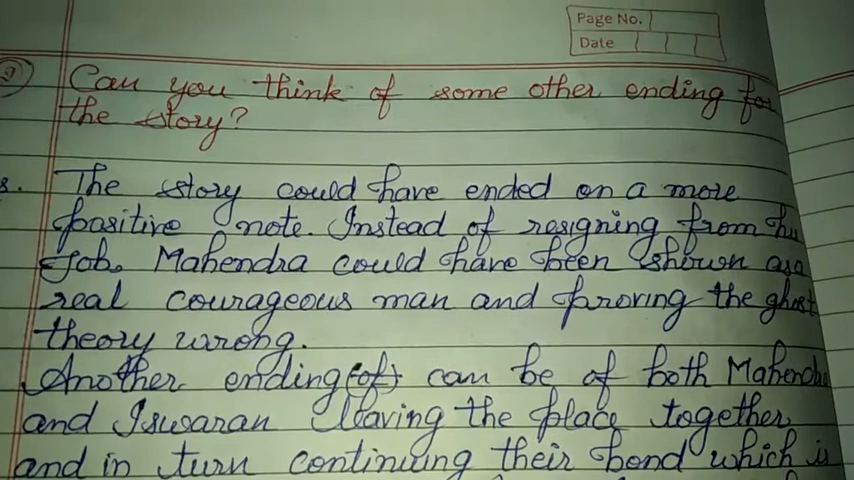 Page No.
Date
Can you think of some other ending for
the story?
The story could have ended on a more
positive note. Instead of resigning from
Job. Mahendra could have been shown as a
real courageous man and proving the ghost
theory wrong.
Another ending (of) can be of both Mahendra
and Iswaran leaving the place together
and in turn continuing their bond which is